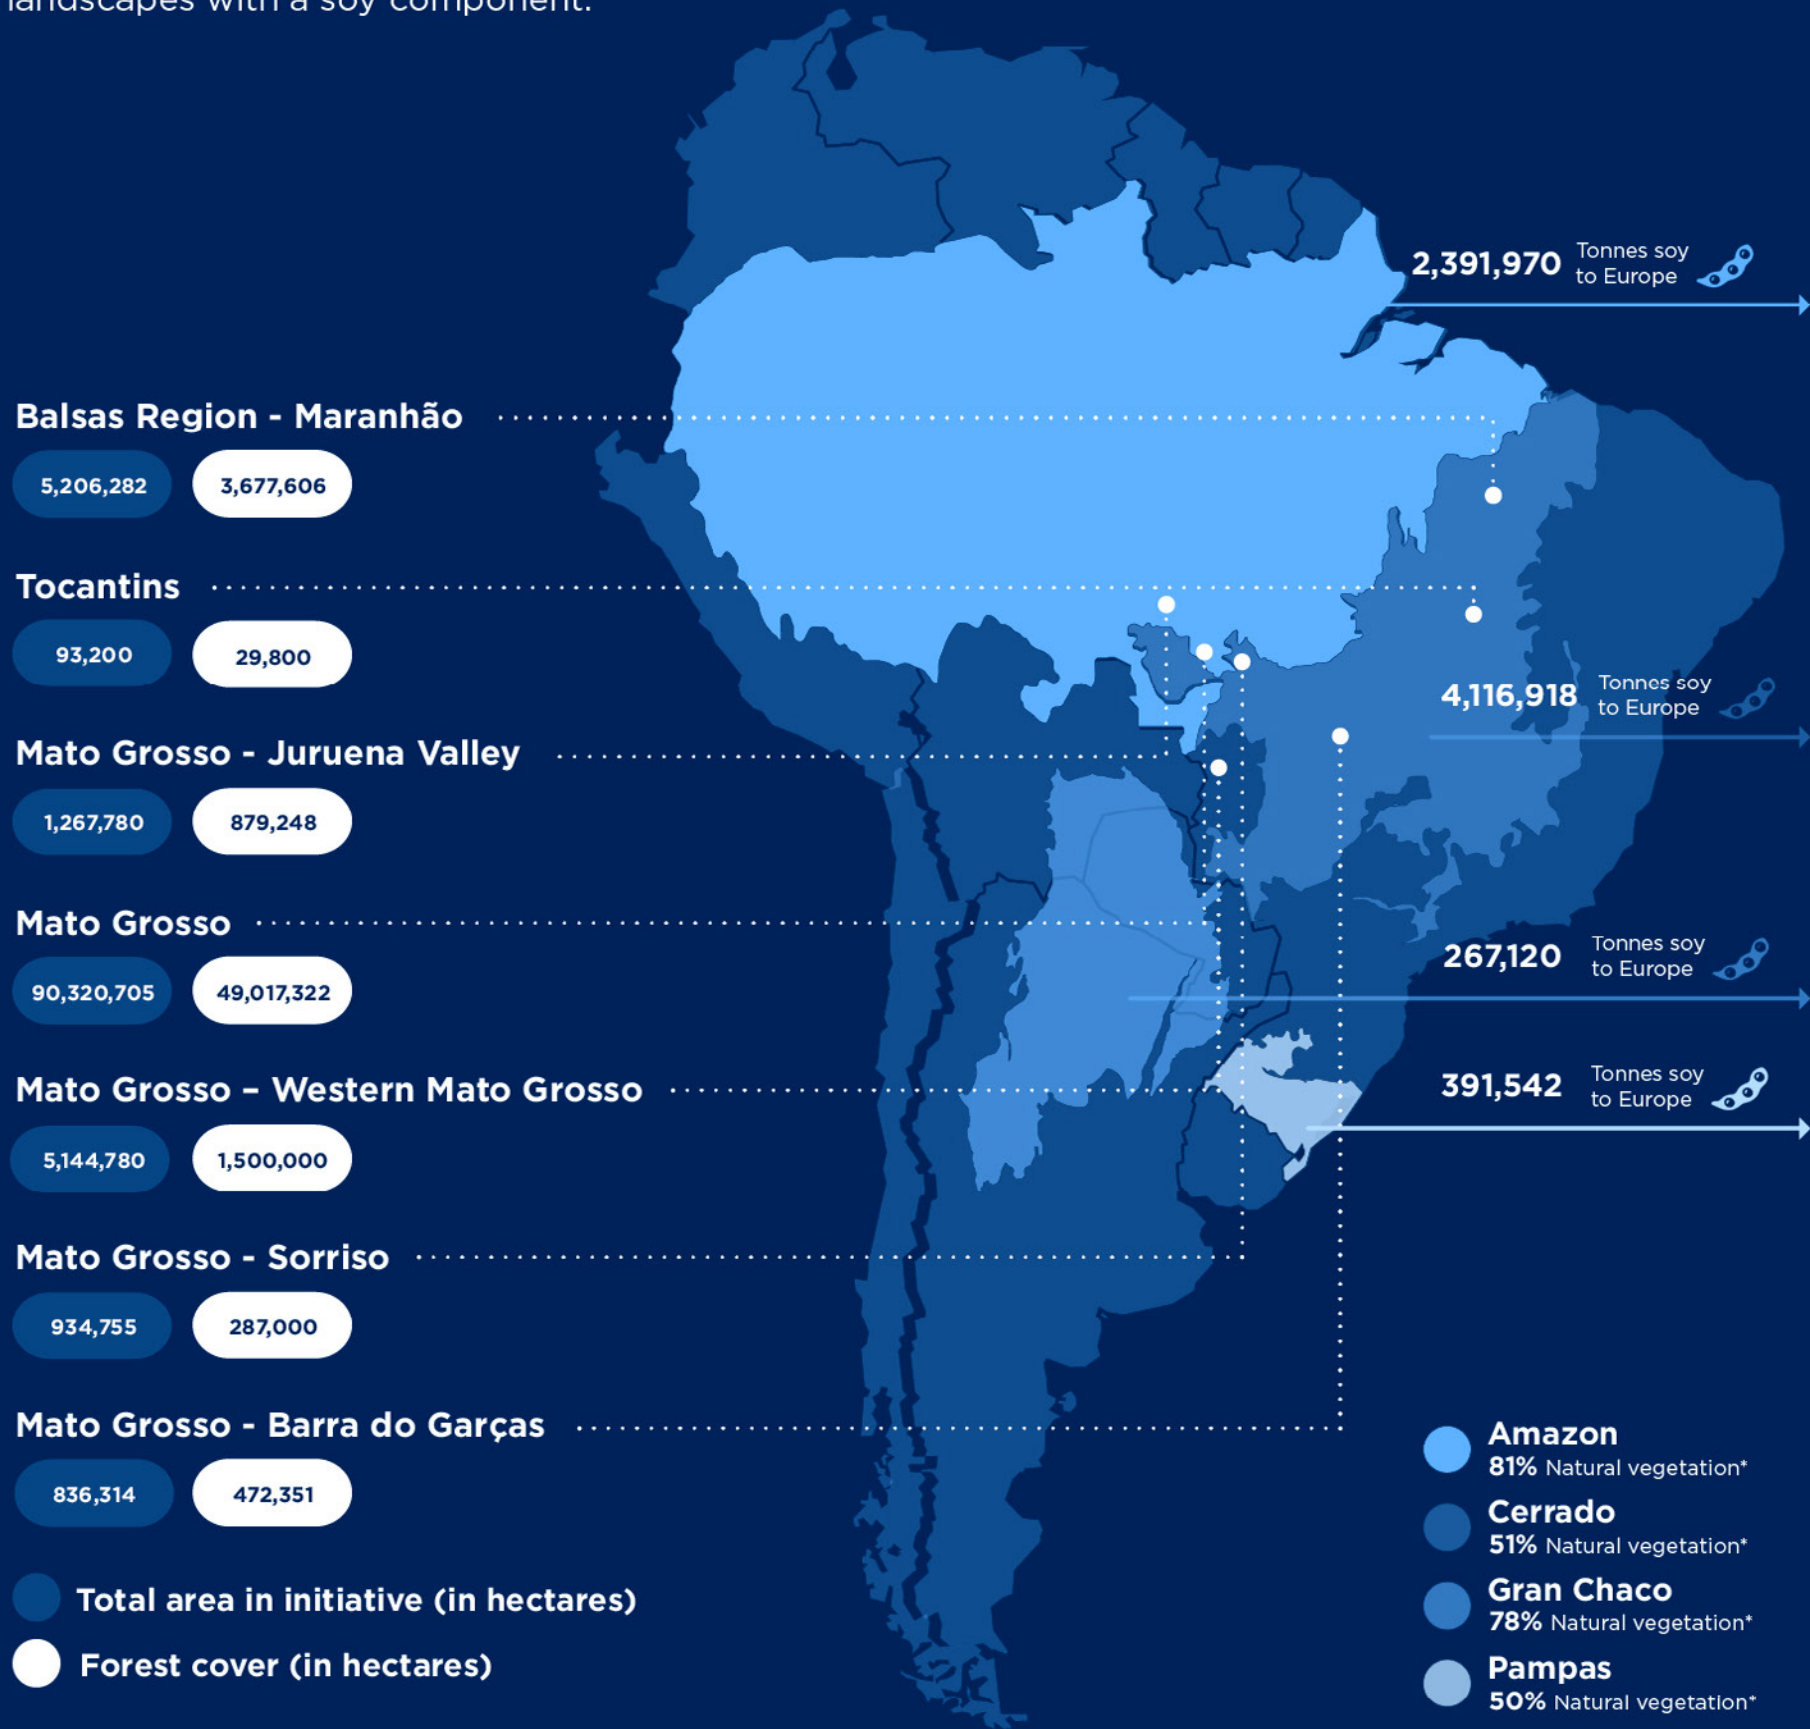 landscapes with a soy component.
2,391,970 Tonnes soy
to Europe
Balsas Region - Maranhão
5,206,282 3,677,606
Tocantins
93,200 29,800
4,116,918 Tonnes soy
to Europe
Mato Grosso - Juruena Valley
1,267,780 879,248
Mato Grosso
90,320,705 49,017,322
267,120 Tonnes soy
to Europe
Mato Grosso – Western Mato Grosso
5,144,780 1,500,000
391,542 Tonnes soy
to Europe
Mato Grosso - Sorriso
934,755 287,000
Mato Grosso - Barra do Garças
836,314 472,351
Total area in initiative (in hectares)
Forest cover (in hectares)
Amazon
81% Natural vegetation*
Cerrado
51% Natural vegetation*
Gran Chaco
78% Natural vegetation*
Pampas
50% Natural vegetation*